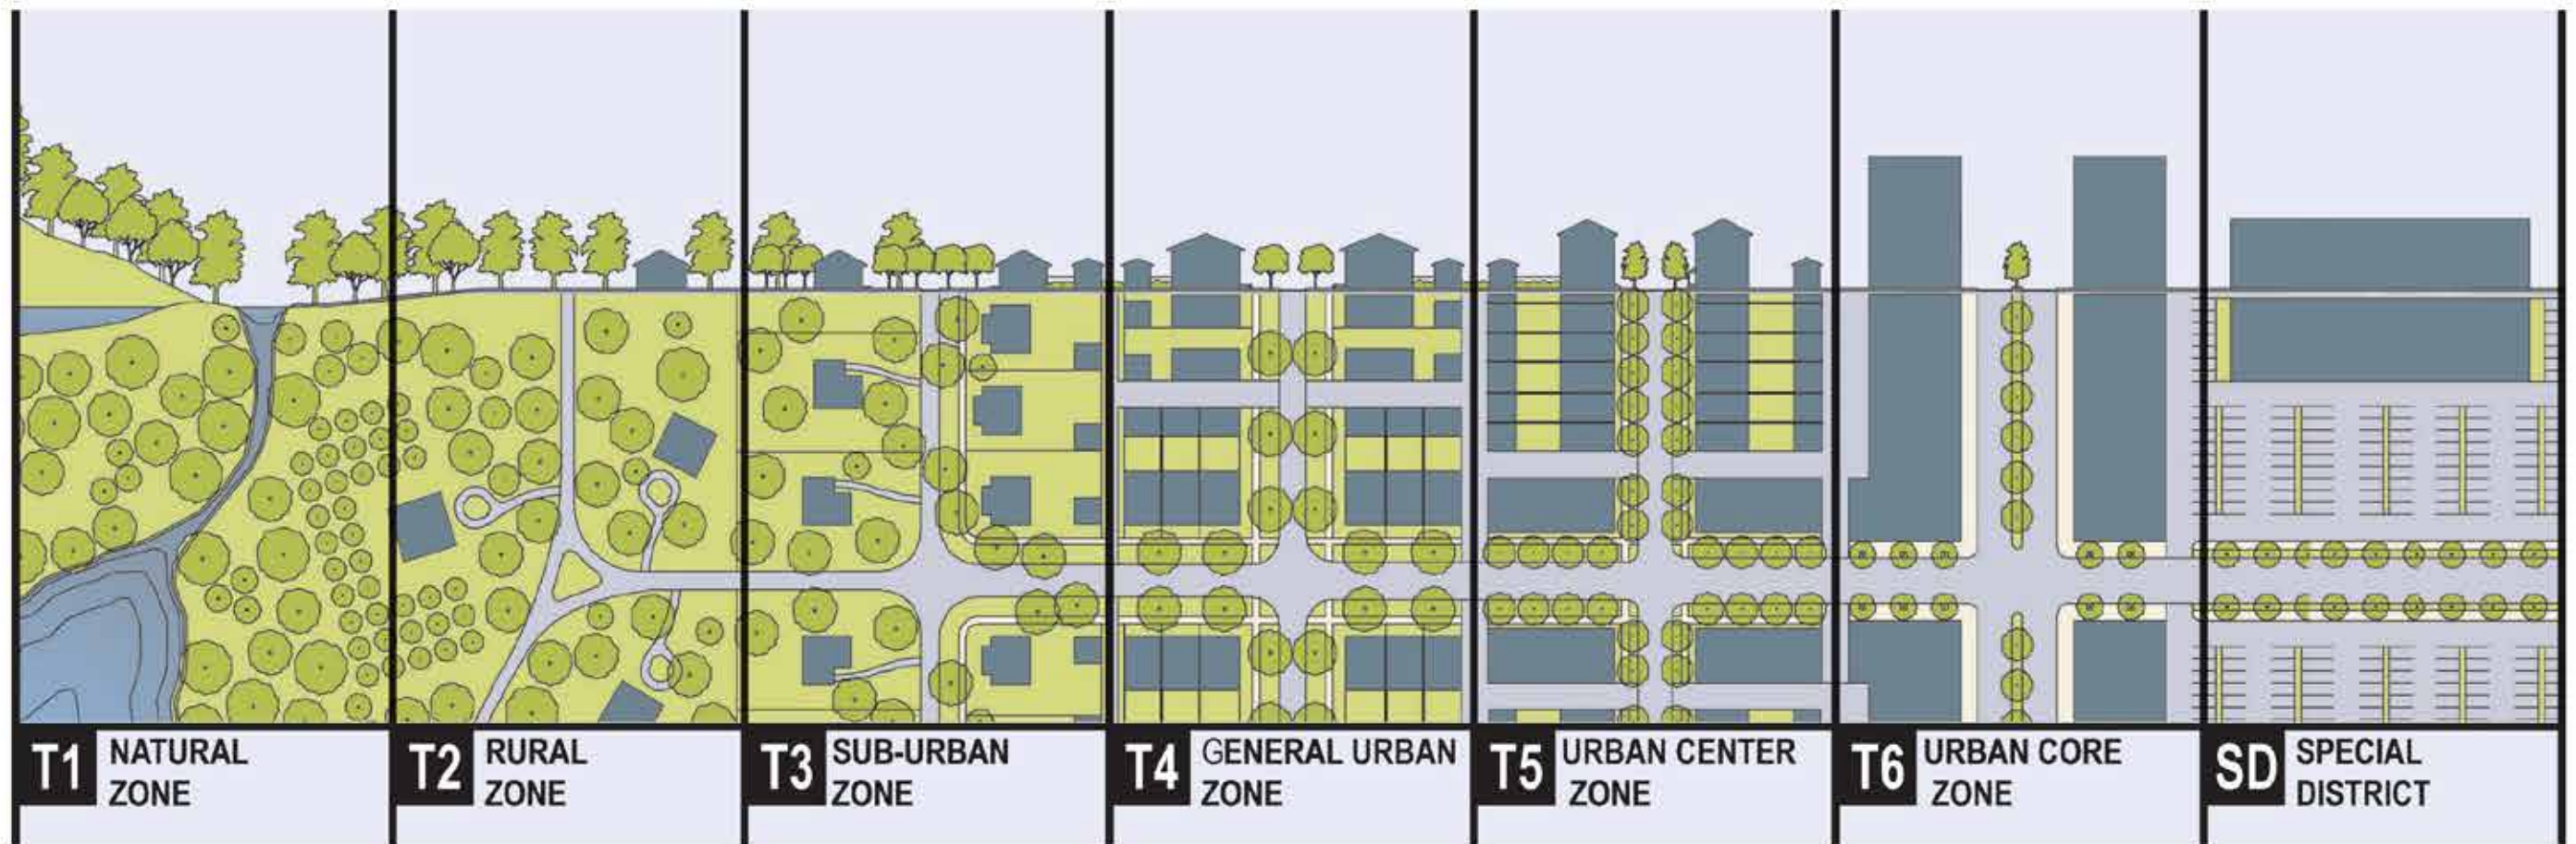 T1 NATURAL
ZONE
T2 RURAL
ZONE
T3 SUB-URBAN
ZONE
T4 GENERAL URBAN
ZONE
T5 URBAN CENTER
ZONE
T6 URBAN CORE
ZONE
SD SPECIAL
DISTRICT